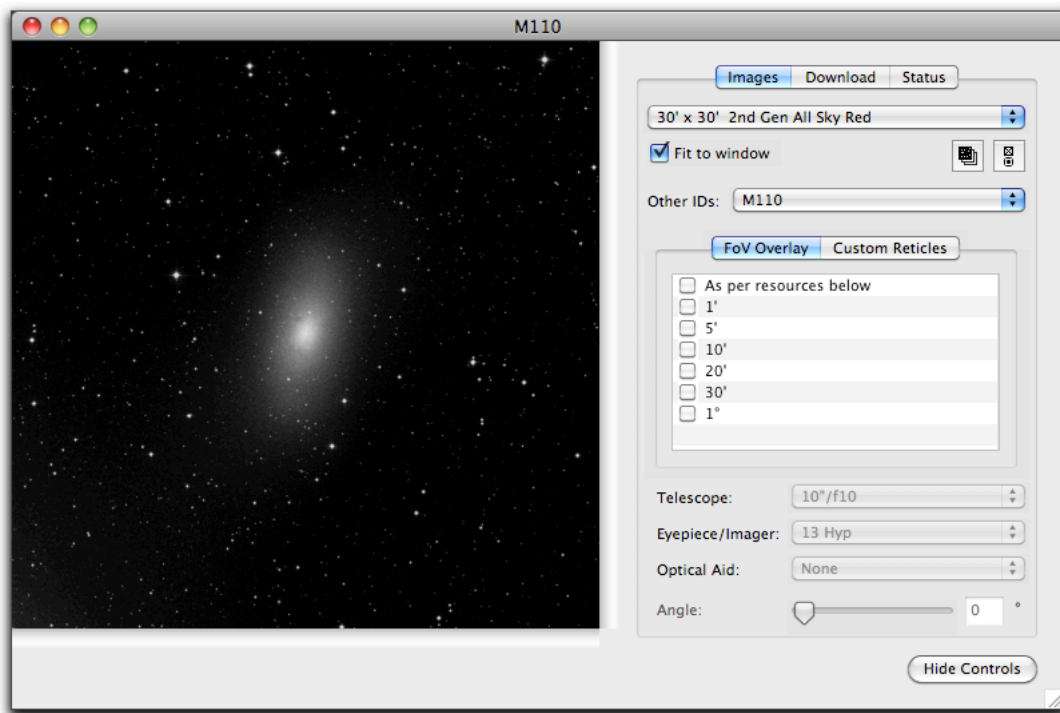 M110
Images Download Status
30' x 30' 2nd Gen All Sky Red
Fit to window
Other IDs: M110
FoV Overlay Custom Reticles
As per resources below
1'
5'
10'
20'
30'
1°
Telescope: 10"/f10
Eyepiece/Imager: 13 Hyp
Optical Aid: None
Angle: 0 °
Hide Controls